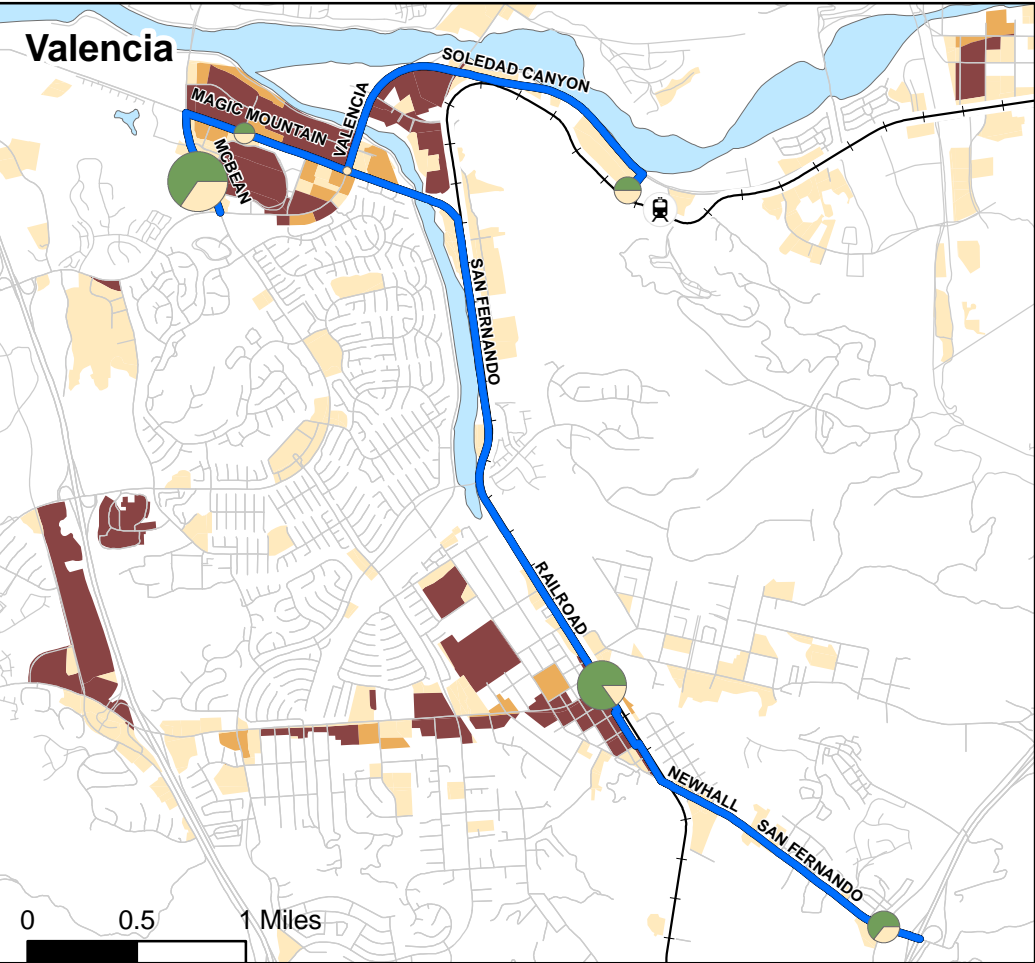 Valencia
SOLEDAD CANYON
MAGIC MOUNTAIN
VALENCIA
MCBEAN
SAN FERNANDO
RAILROAD
NEWHALL
SAN FERNANDO
0 0.5 1 Miles